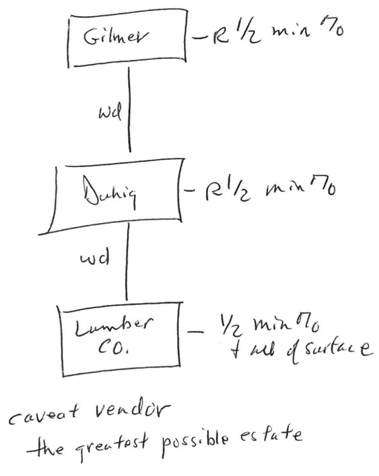 Gilmer - R 1/2 min %
wd
Duhig - R 1/2 min %
wd
Lumber Co. - 1/2 min %
+ all of surface
caveat vendor
the greatest possible estate